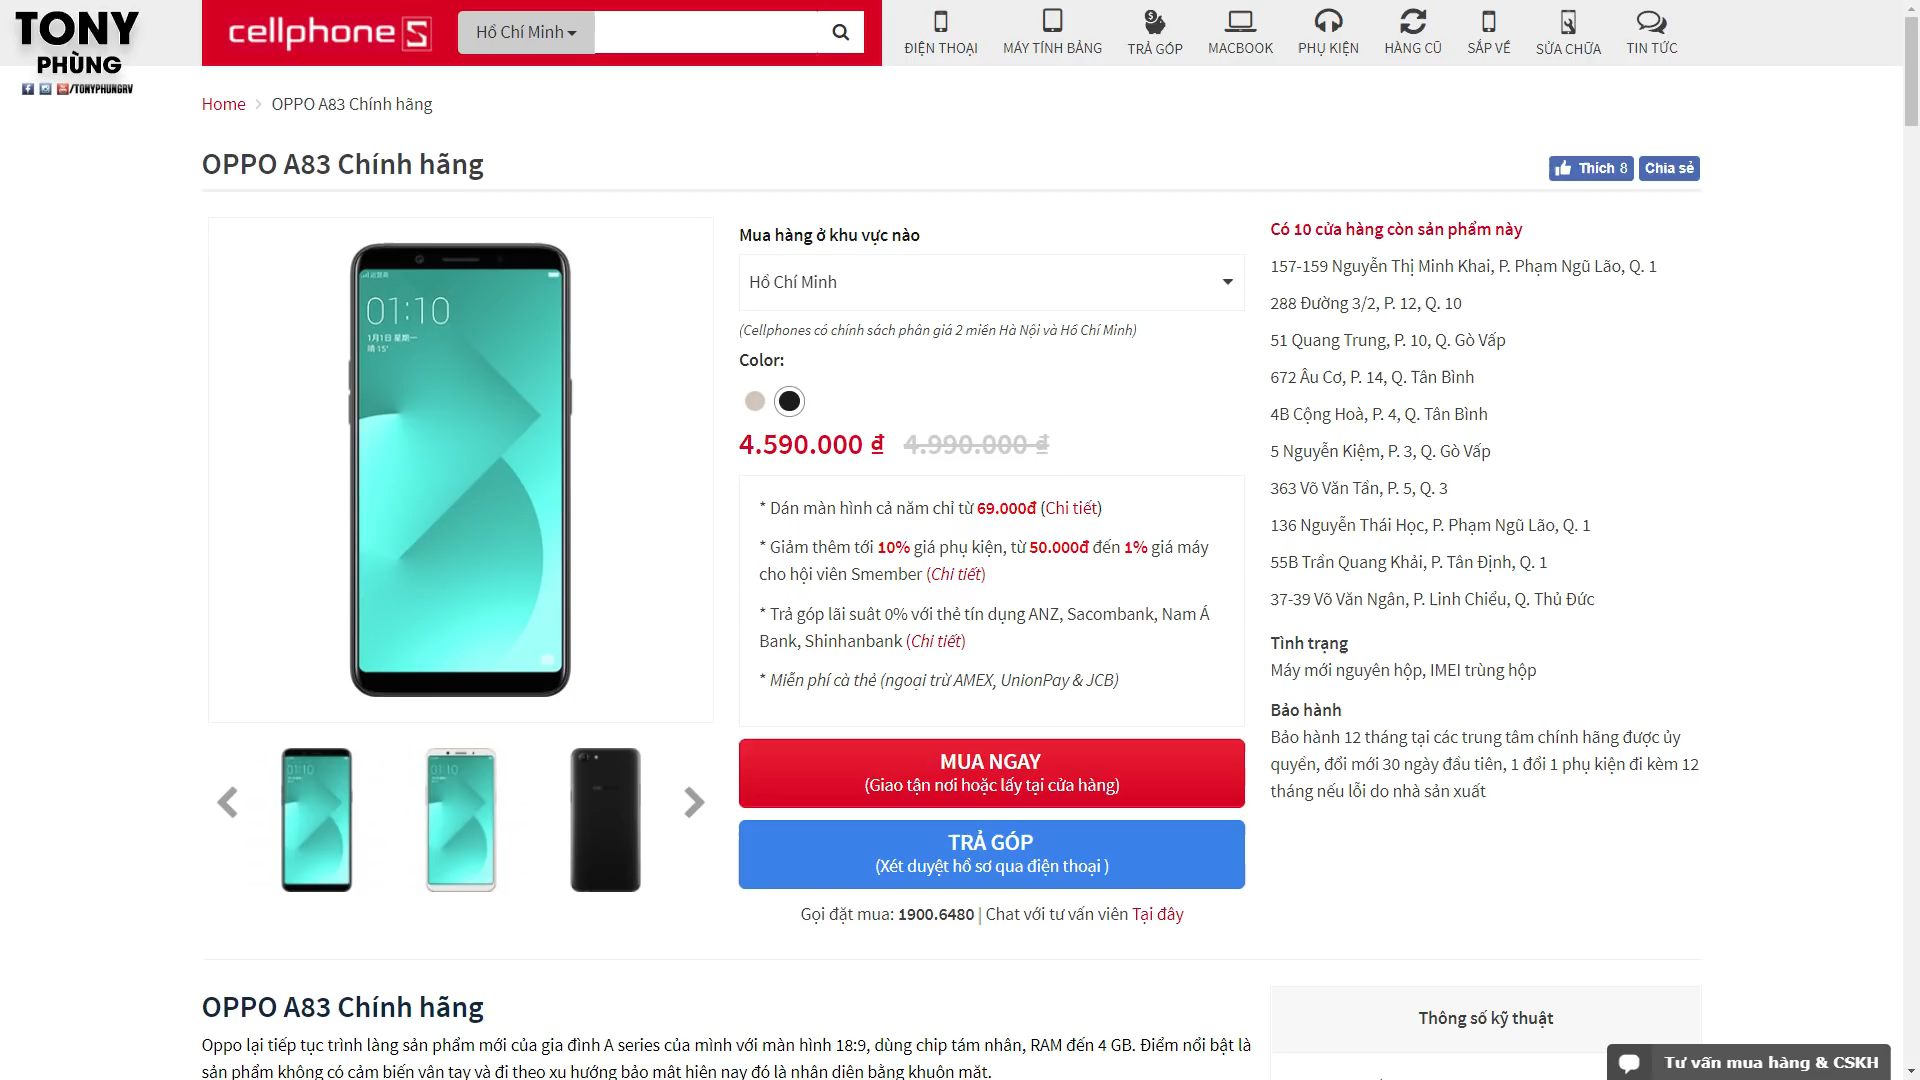 TONY
PHÙNG
/TONYPHUNGRV
cellphoneS
Hồ Chí Minh
ĐIỆN THOẠI
MÁY TÍNH BẢNG
TRẢ GÓP
MACBOOK
PHỤ KIỆN
HÀNG CŨ
SẮP VỀ
SỬA CHỮA
TIN TỨC
Home > OPPO A83 Chính hãng
OPPO A83 Chính hãng
Thích 8
Chia sẻ
01:10
1月1日 星期一
晴 15°
Mua hàng ở khu vực nào
Hồ Chí Minh
(Cellphones có chính sách phân giá 2 miền Hà Nội và Hồ Chí Minh)
Color:
4.590.000 ₫ 4.990.000 ₫
* Dán màn hình cả năm chỉ từ 69.000đ (Chi tiết)
* Giảm thêm tới 10% giá phụ kiện, từ 50.000đ đến 1% giá máy
cho hội viên Smember (Chi tiết)
* Trả góp lãi suât 0% với thẻ tín dụng ANZ, Sacombank, Nam Á
Bank, Shinhanbank (Chi tiết)
* Miễn phí cà thẻ (ngoại trừ AMEX, UnionPay & JCB)
MUA NGAY
(Giao tận nơi hoặc lấy tại cửa hàng)
TRẢ GÓP
(Xét duyệt hồ sơ qua điện thoại )
Gọi đặt mua: 1900.6480 | Chat với tư vấn viên Tại đây
Có 10 cửa hàng còn sản phẩm này
157-159 Nguyễn Thị Minh Khai, P. Phạm Ngũ Lão, Q. 1
288 Đường 3/2, P. 12, Q. 10
51 Quang Trung, P. 10, Q. Gò Vấp
672 Âu Cơ, P. 14, Q. Tân Bình
4B Cộng Hoà, P. 4, Q. Tân Bình
5 Nguyễn Kiệm, P. 3, Q. Gò Vấp
363 Võ Văn Tần, P. 5, Q. 3
136 Nguyễn Thái Học, P. Phạm Ngũ Lão, Q. 1
55B Trần Quang Khải, P. Tân Định, Q. 1
37-39 Võ Văn Ngân, P. Linh Chiểu, Q. Thủ Đức
Tình trạng
Máy mới nguyên hộp, IMEI trùng hộp
Bảo hành
Bảo hành 12 tháng tại các trung tâm chính hãng được ủy
quyền, đổi mới 30 ngày đầu tiên, 1 đổi 1 phụ kiện đi kèm 12
tháng nếu lỗi do nhà sản xuất
OPPO A83 Chính hãng
Oppo lại tiếp tục trình làng sản phẩm mới của gia đình A series của mình với màn hình 18:9, dùng chip tám nhân, RAM đến 4 GB. Điểm nổi bật là
sản phẩm không có cảm biến vân tay và đi theo xu hướng bảo mật hiện nay đó là nhân diện bằng khuôn mặt.
Thông số kỹ thuật
Tư vấn mua hàng & CSKH